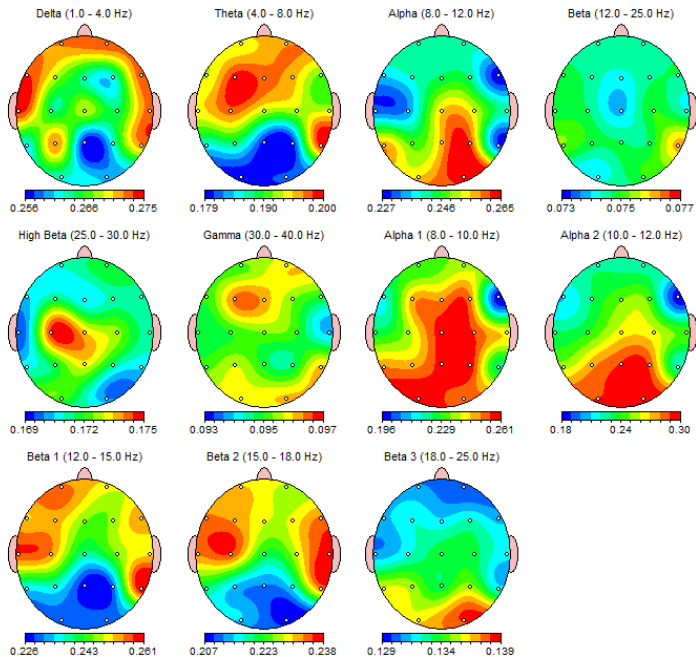 Delta (1.0 - 4.0 Hz) Theta (4.0 - 8.0 Hz) Alpha (8.0 - 12.0 Hz) Beta (12.0 - 25.0 Hz)
0.256 0.266 0.275 0.179 0.190 0.200 0.227 0.246 0.265 0.073 0.075 0.077
High Beta (25.0 - 30.0 Hz) Gamma (30.0 - 40.0 Hz) Alpha 1 (8.0 - 10.0 Hz) Alpha 2 (10.0 - 12.0 Hz)
0.169 0.172 0.175 0.093 0.095 0.097 0.196 0.229 0.261 0.18 0.24 0.30
Beta 1 (12.0 - 15.0 Hz) Beta 2 (15.0 - 18.0 Hz) Beta 3 (18.0 - 25.0 Hz)
0.226 0.243 0.261 0.207 0.223 0.238 0.129 0.134 0.139